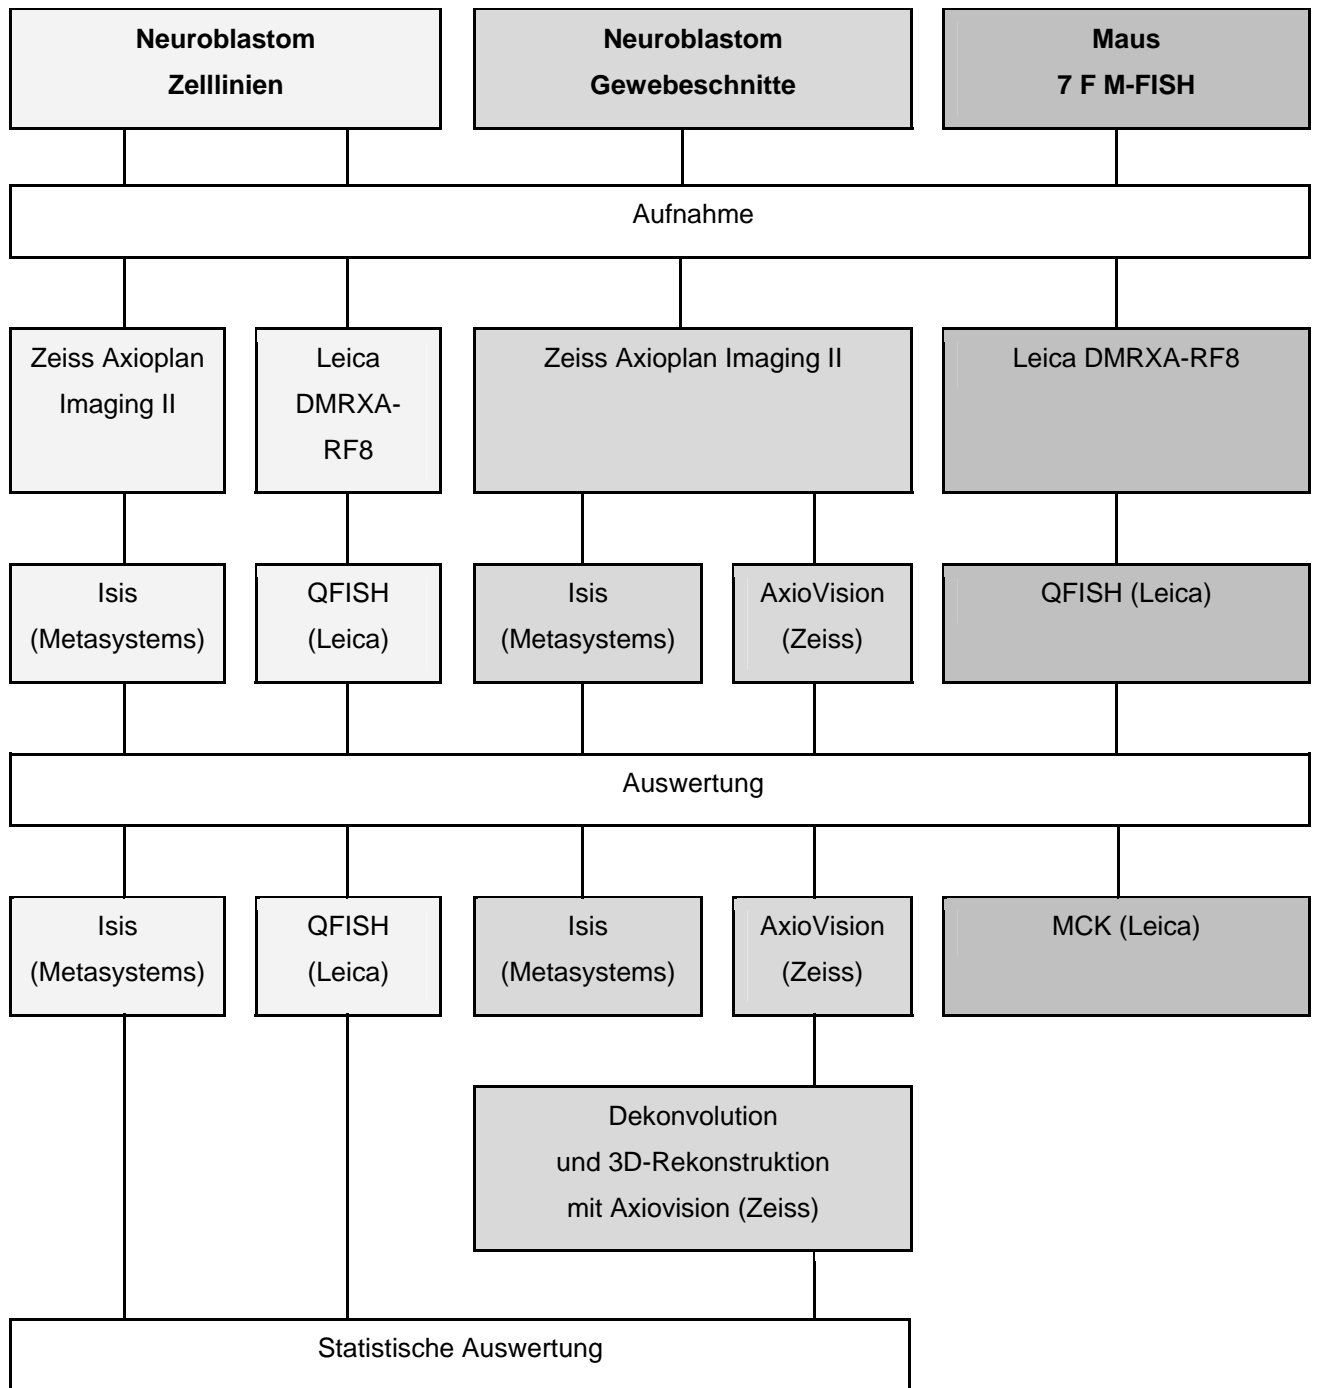 Neuroblastom
Zelllinien
Neuroblastom
Gewebeschnitte
Maus
7 F M-FISH
Aufnahme
Zeiss Axioplan
Imaging II
Leica
DMRXA-
RF8
Zeiss Axioplan Imaging II
Leica DMRXA-RF8
Isis
(Metasystems)
QFISH
(Leica)
Isis
(Metasystems)
AxioVision
(Zeiss)
QFISH (Leica)
Auswertung
Isis
(Metasystems)
QFISH
(Leica)
Isis
(Metasystems)
AxioVision
(Zeiss)
MCK (Leica)
Dekonvolution
und 3D-Rekonstruktion
mit Axiovision (Zeiss)
Statistische Auswertung